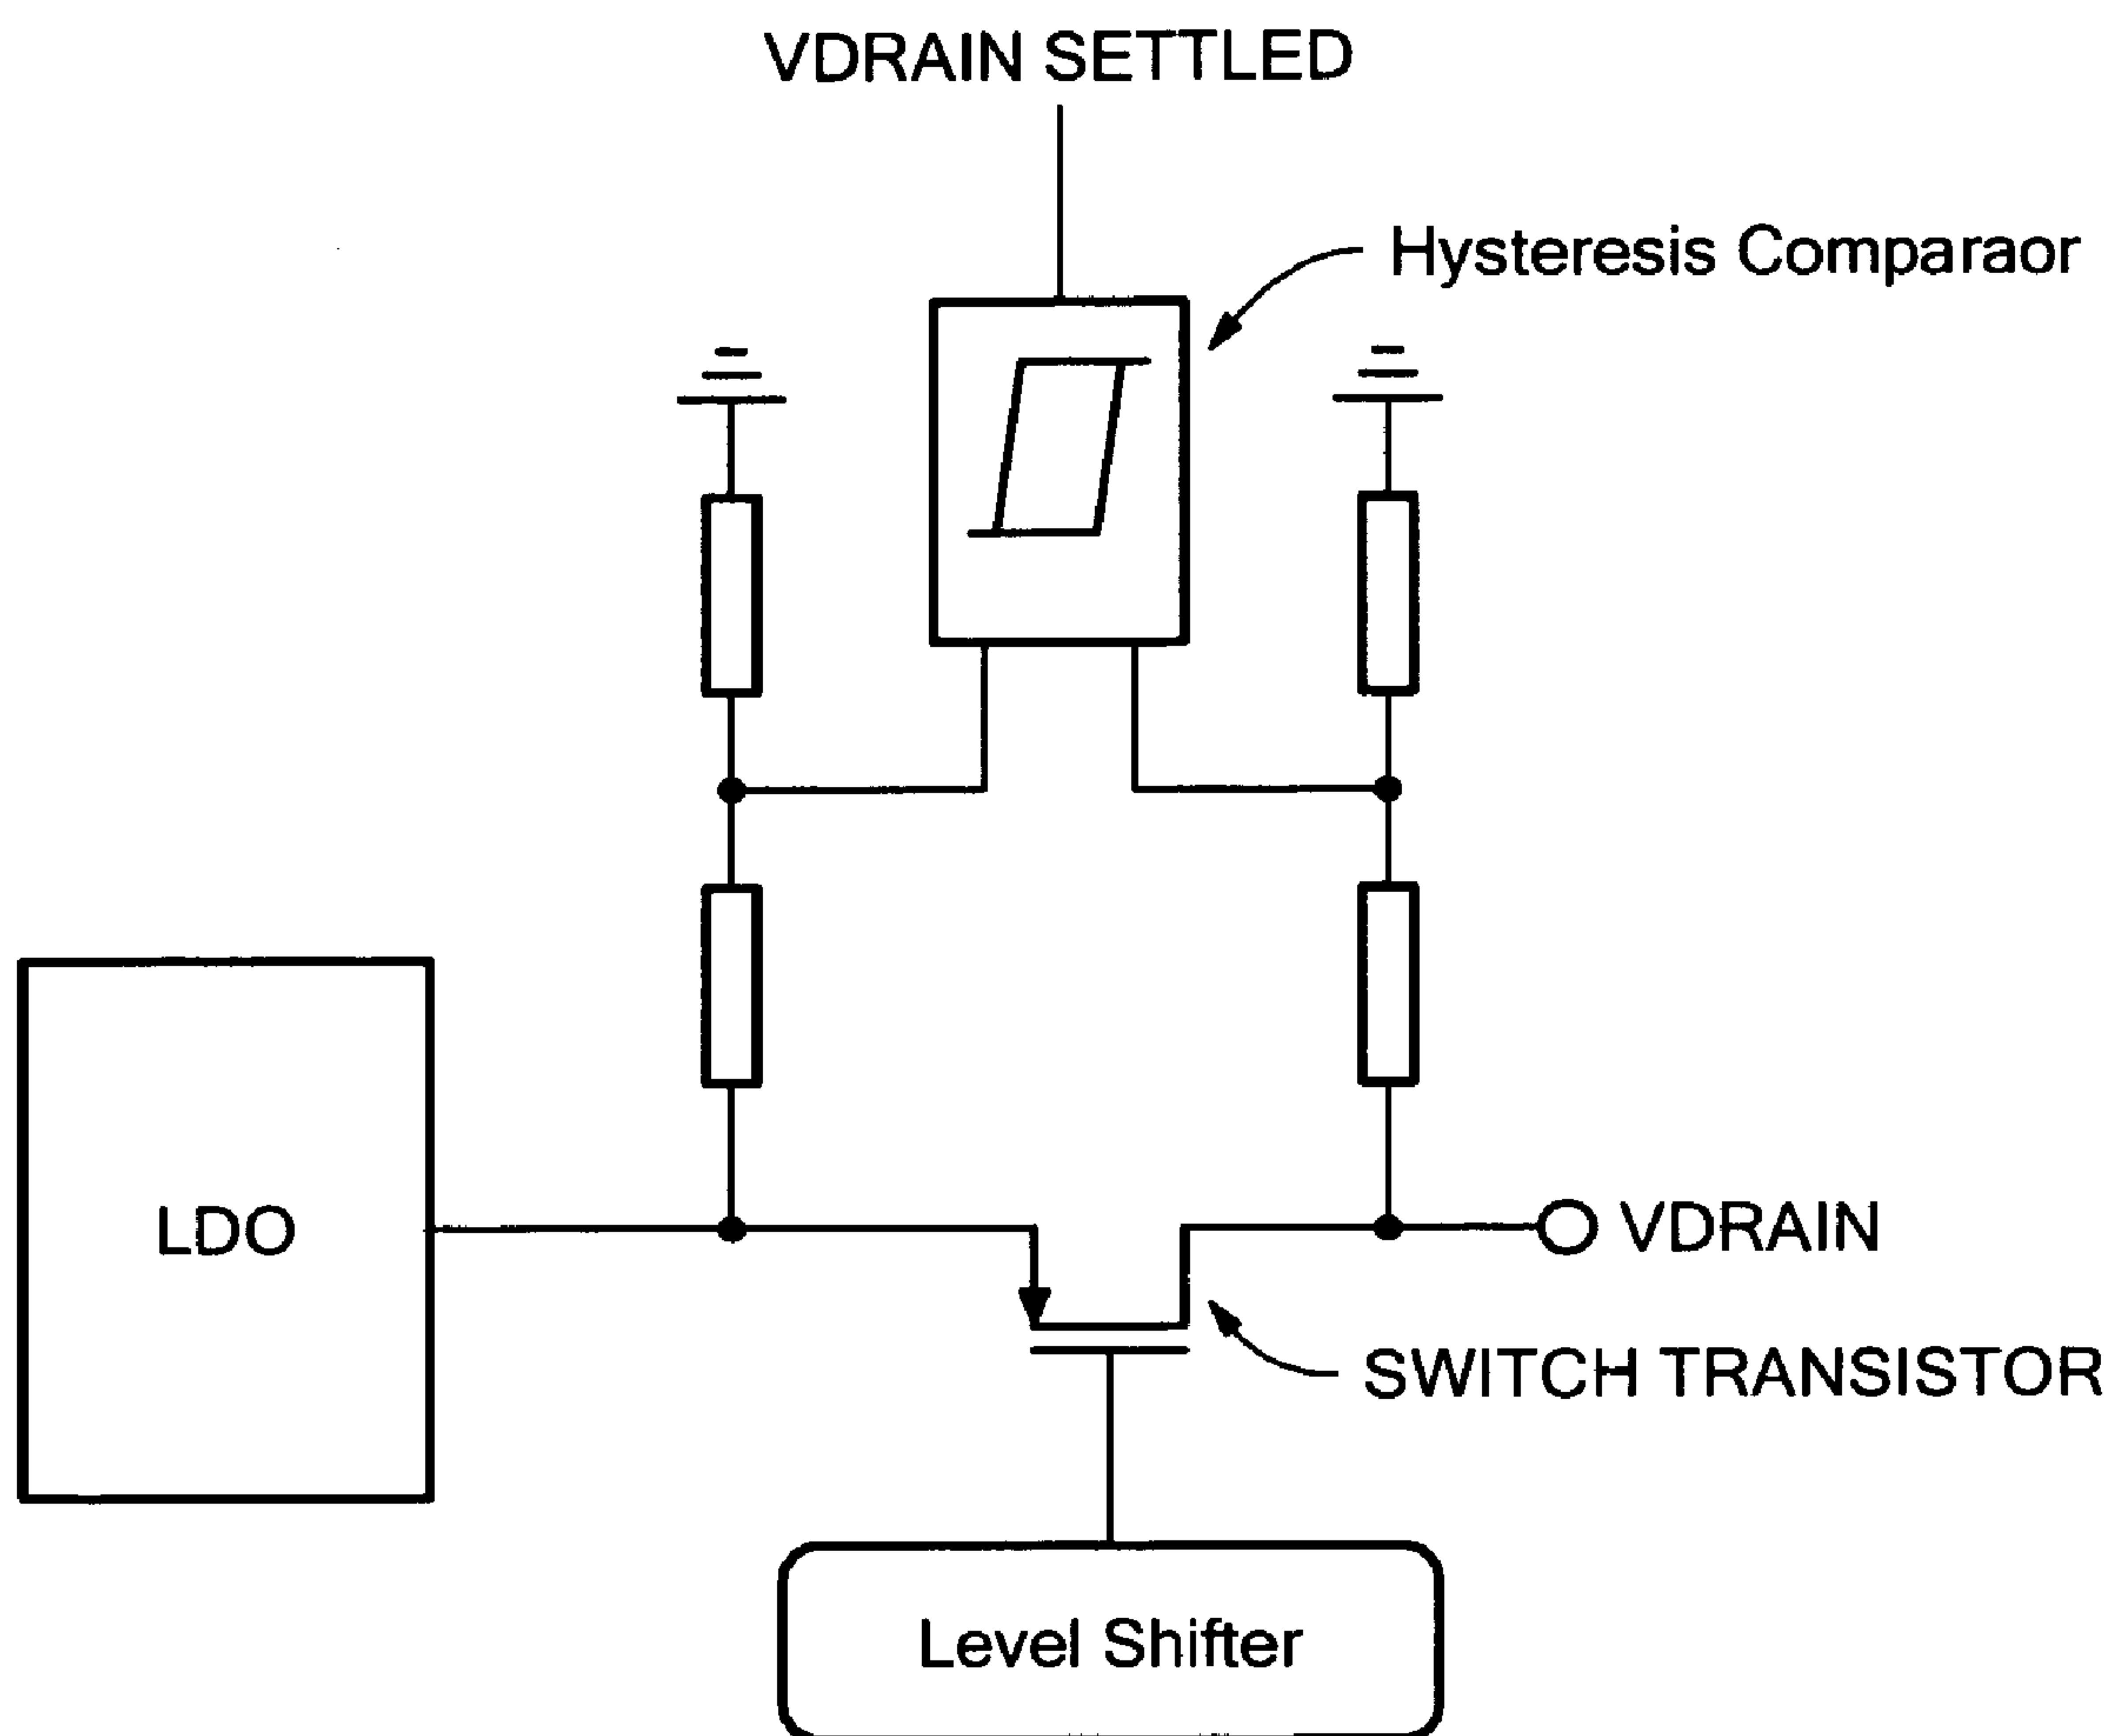 VDRAIN SETTLED
Hysteresis Comparaor
LDO
VDRAIN
SWITCH TRANSISTOR
Level Shifter